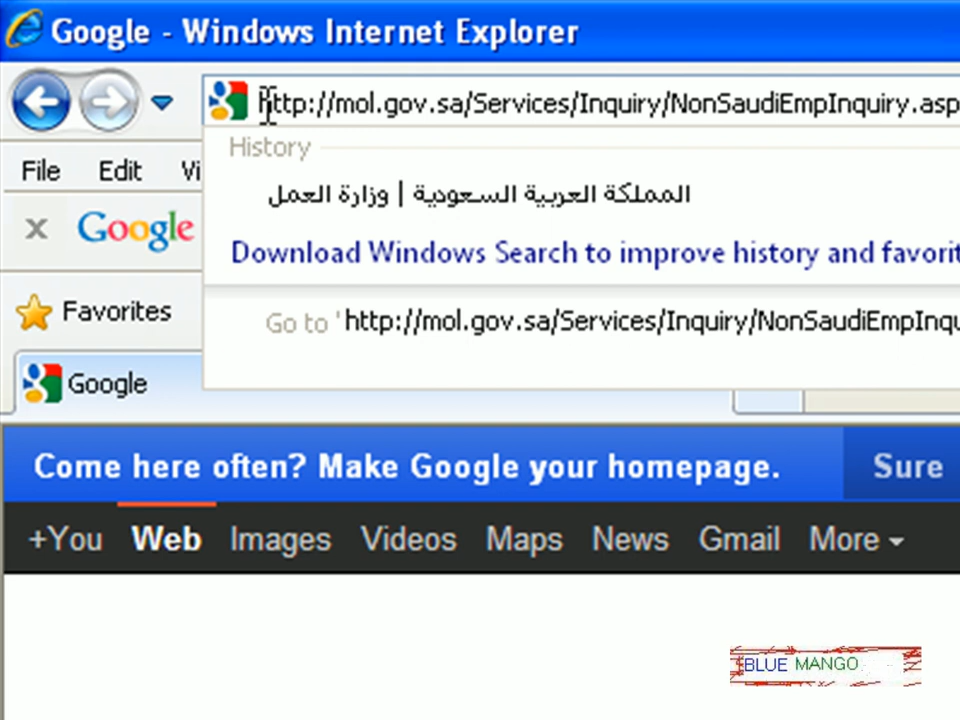 Google - Windows Internet Explorer
http://mol.gov.sa/Services/Inquiry/NonSaudiEmpInquiry.asp
History
File Edit
المملكة العربية السعودية | وزارة العمل
x Google
Download Windows Search to improve history and
Favorites
Go to 'http://mol.gov.sa/Services/Inquiry/
Google
Come here often? Make Google your homepage. Sure
+You Web Images Videos Maps News Gmail More
BLUE MANGO